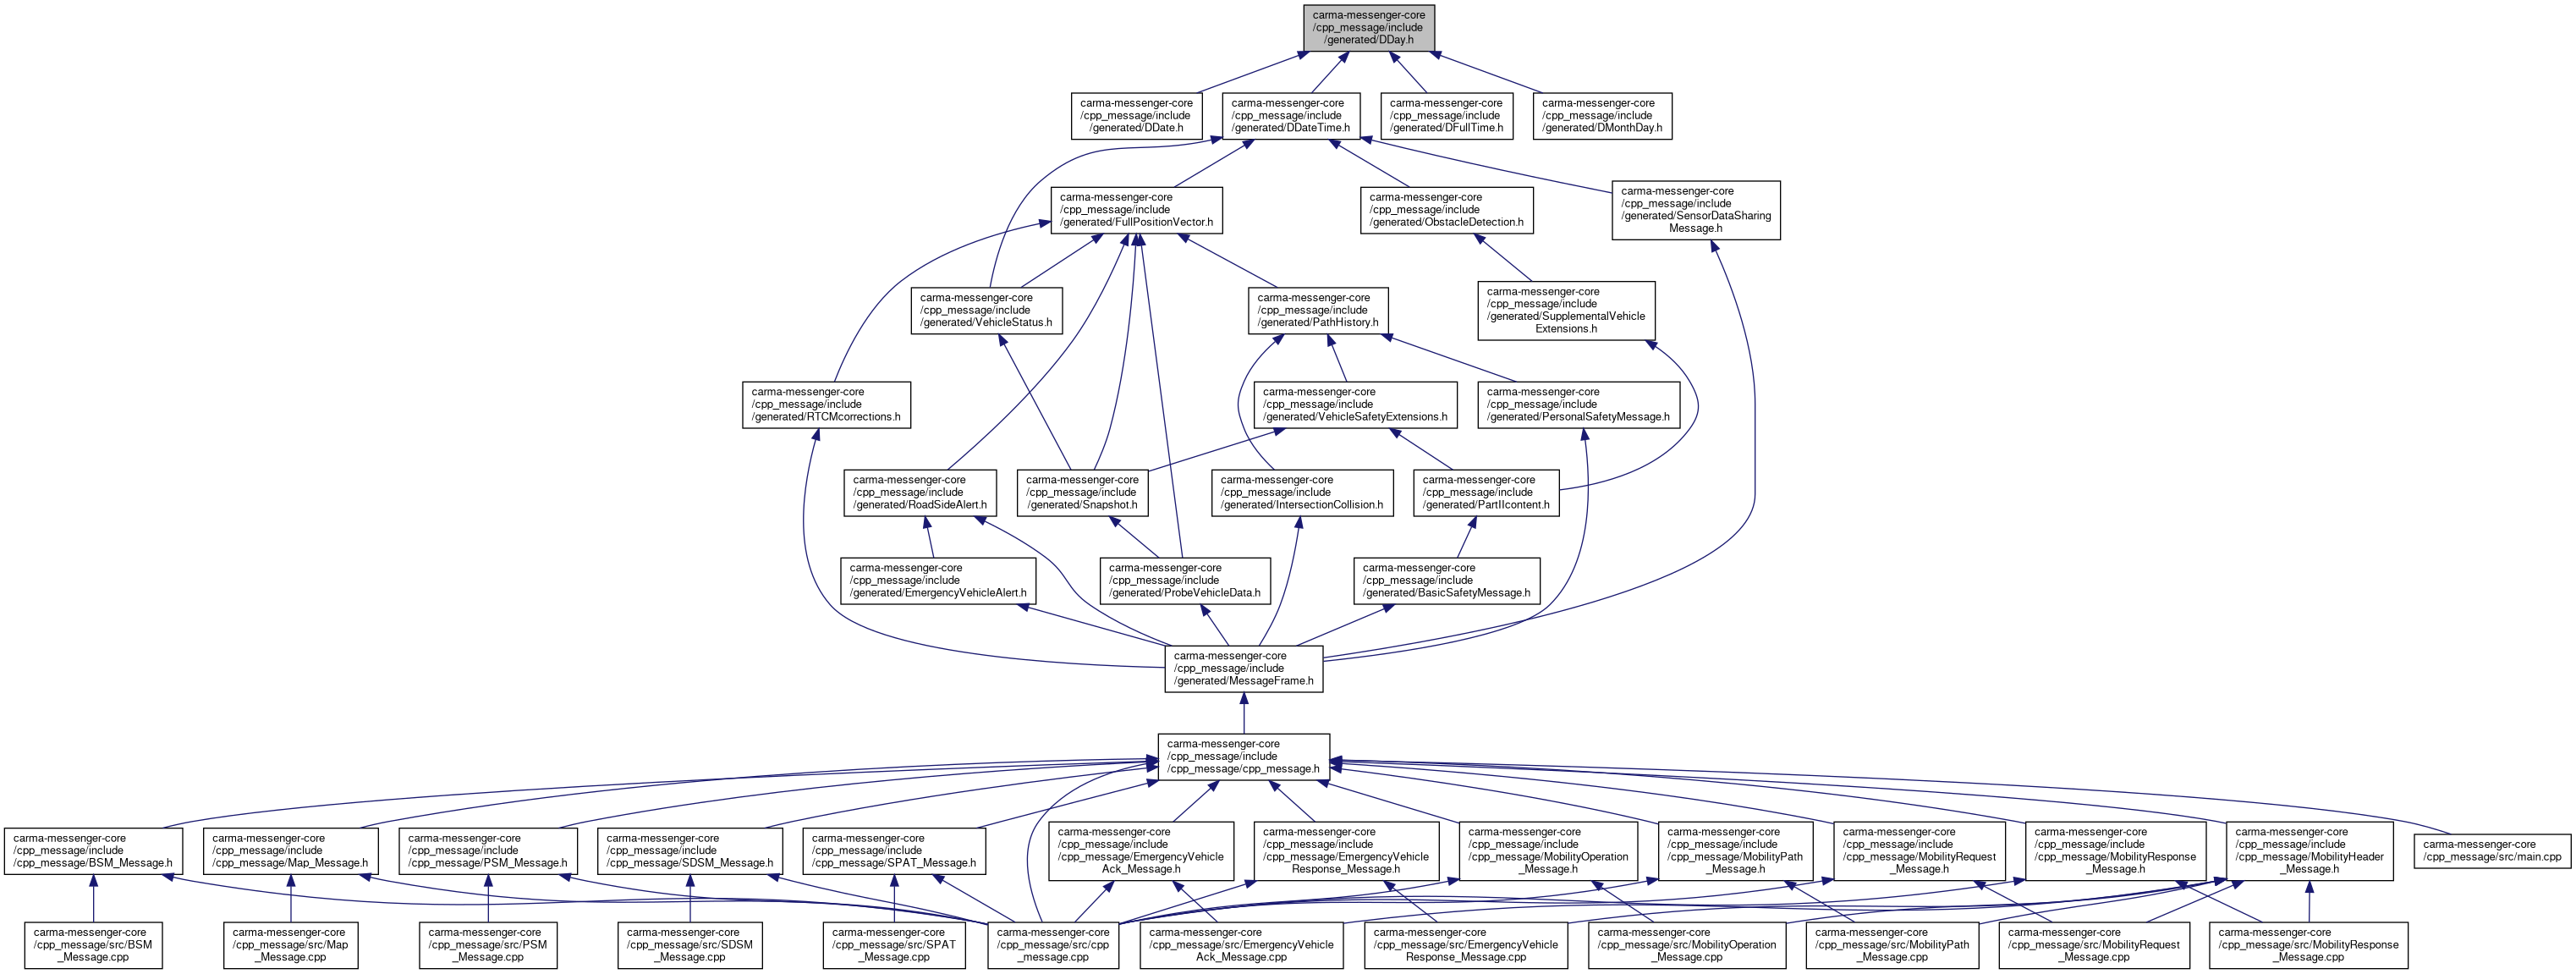 carma-messenger-core
/cpp_message/include
/generated/DDay.h
carma-messenger-core
/cpp_message/include
/generated/DDate.h
carma-messenger-core
/cpp_message/include
/generated/DDateTime.h
carma-messenger-core
/cpp_message/include
/generated/DFullTime.h
carma-messenger-core
/cpp_message/include
/generated/DMonthDay.h
carma-messenger-core
/cpp_message/include
/generated/FullPositionVector.h
carma-messenger-core
/cpp_message/include
/generated/ObstacleDetection.h
carma-messenger-core
/cpp_message/include
/generated/SensorDataSharing
Message.h
carma-messenger-core
/cpp_message/include
/generated/VehicleStatus.h
carma-messenger-core
/cpp_message/include
/generated/PathHistory.h
carma-messenger-core
/cpp_message/include
/generated/SupplementalVehicle
Extensions.h
carma-messenger-core
/cpp_message/include
/generated/RTCMcorrections.h
carma-messenger-core
/cpp_message/include
/generated/VehicleSafetyExtensions.h
carma-messenger-core
/cpp_message/include
/generated/PersonalSafetyMessage.h
carma-messenger-core
/cpp_message/include
/generated/RoadSideAlert.h
carma-messenger-core
/cpp_message/include
/generated/Snapshot.h
carma-messenger-core
/cpp_message/include
/generated/IntersectionCollision.h
carma-messenger-core
/cpp_message/include
/generated/PartIIcontent.h
carma-messenger-core
/cpp_message/include
/generated/EmergencyVehicleAlert.h
carma-messenger-core
/cpp_message/include
/generated/ProbeVehicleData.h
carma-messenger-core
/cpp_message/include
/generated/BasicSafetyMessage.h
carma-messenger-core
/cpp_message/include
/generated/MessageFrame.h
carma-messenger-core
/cpp_message/include
/cpp_message/cpp_message.h
carma-messenger-core
/cpp_message/include
/cpp_message/BSM_Message.h
carma-messenger-core
/cpp_message/include
/cpp_message/Map_Message.h
carma-messenger-core
/cpp_message/include
/cpp_message/PSM_Message.h
carma-messenger-core
/cpp_message/include
/cpp_message/SDSM_Message.h
carma-messenger-core
/cpp_message/include
/cpp_message/SPAT_Message.h
carma-messenger-core
/cpp_message/include
/cpp_message/EmergencyVehicle
Ack_Message.h
carma-messenger-core
/cpp_message/include
/cpp_message/EmergencyVehicle
Response_Message.h
carma-messenger-core
/cpp_message/include
/cpp_message/MobilityOperation
_Message.h
carma-messenger-core
/cpp_message/include
/cpp_message/MobilityPath
_Message.h
carma-messenger-core
/cpp_message/include
/cpp_message/MobilityRequest
_Message.h
carma-messenger-core
/cpp_message/include
/cpp_message/MobilityResponse
_Message.h
carma-messenger-core
/cpp_message/include
/cpp_message/MobilityHeader
_Message.h
carma-messenger-core
/cpp_message/src/main.cpp
carma-messenger-core
/cpp_message/src/BSM
_Message.cpp
carma-messenger-core
/cpp_message/src/Map
_Message.cpp
carma-messenger-core
/cpp_message/src/PSM
_Message.cpp
carma-messenger-core
/cpp_message/src/SDSM
_Message.cpp
carma-messenger-core
/cpp_message/src/SPAT
_Message.cpp
carma-messenger-core
/cpp_message/src/cpp
_message.cpp
carma-messenger-core
/cpp_message/src/EmergencyVehicle
Ack_Message.cpp
carma-messenger-core
/cpp_message/src/EmergencyVehicle
Response_Message.cpp
carma-messenger-core
/cpp_message/src/MobilityOperation
_Message.cpp
carma-messenger-core
/cpp_message/src/MobilityPath
_Message.cpp
carma-messenger-core
/cpp_message/src/MobilityRequest
_Message.cpp
carma-messenger-core
/cpp_message/src/MobilityResponse
_Message.cpp